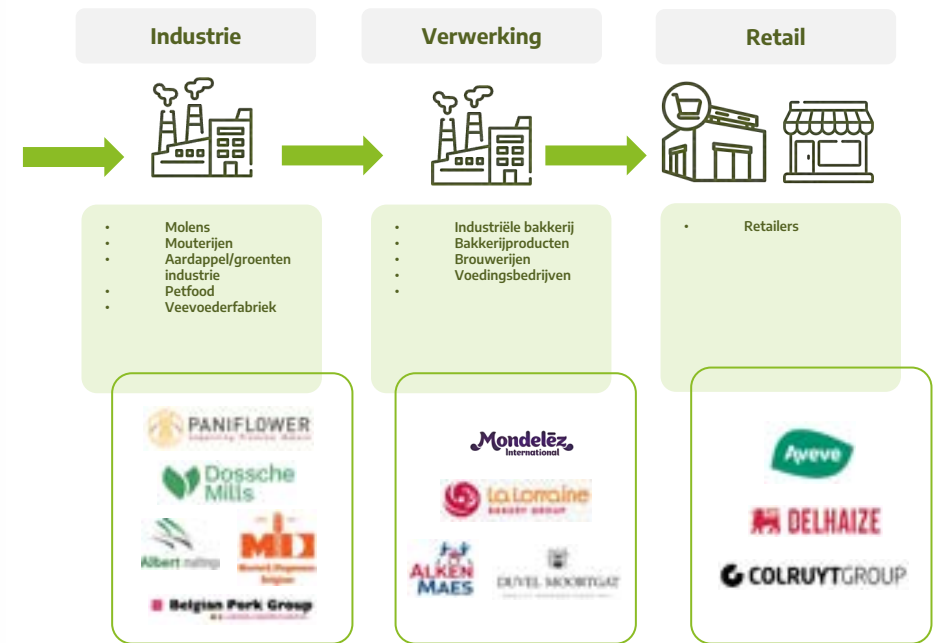 Industrie
Verwerking
Retail
• Molens
• Mouterijen
• Aardappel/groenten
industrie
• Petfood
• Veevoederfabriek
• Industriële bakkerij
• Bakkerijproducten
• Brouwerijen
• Voedingsbedrijven
•
• Retailers
PANIFLOWER
Dossche
Mills
Albert
Belgian Pork Group
Mondelēz
International
La Lorraine
BAKERY GROUP
ALKEN
MAES
DUVEL MOORTGAT
Aveve
DELHAIZE
COLRUYTGROUP